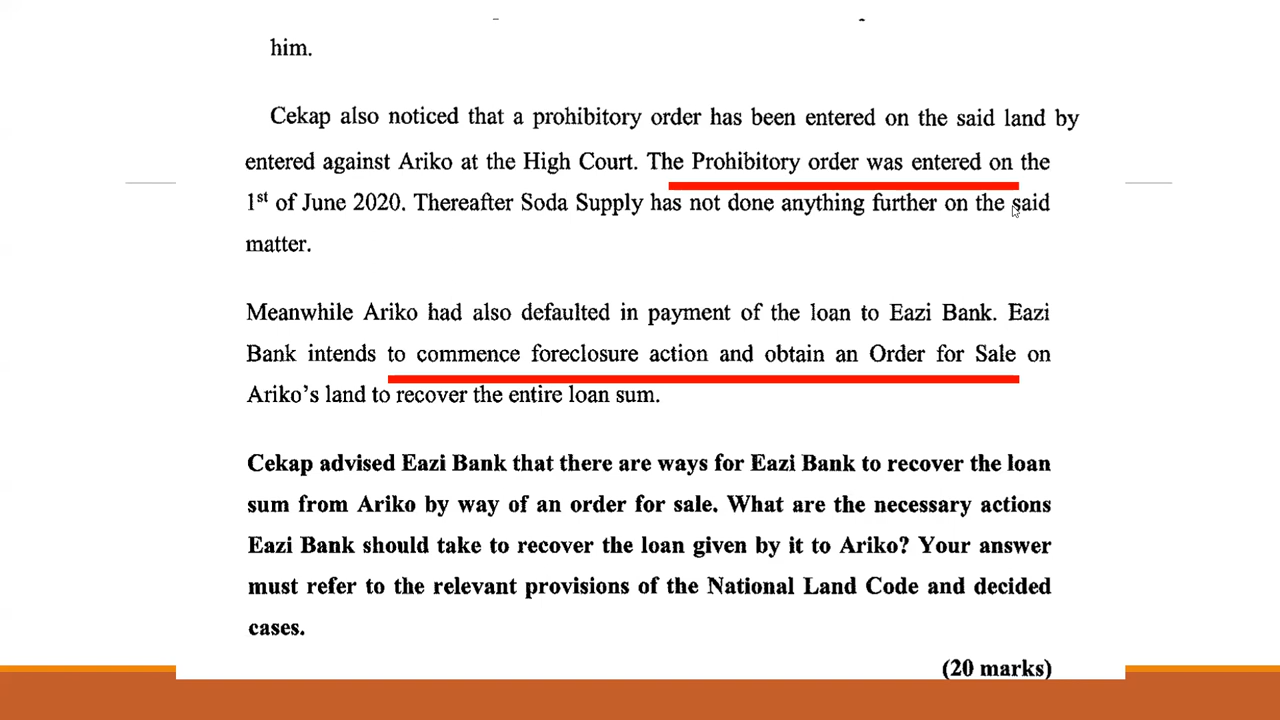 him.
Cekap also noticed that a prohibitory order has been entered on the said land by
entered against Ariko at the High Court. The Prohibitory order was entered on the
1st of June 2020. Thereafter Soda Supply has not done anything further on the said
matter.
Meanwhile Ariko had also defaulted in payment of the loan to Eazi Bank. Eazi
Bank intends to commence foreclosure action and obtain an Order for Sale on
Ariko's land to recover the entire loan sum.
Cekap advised Eazi Bank that there are ways for Eazi Bank to recover the loan
sum from Ariko by way of an order for sale. What are the necessary actions
Eazi Bank should take to recover the loan given by it to Ariko? Your answer
must refer to the relevant provisions of the National Land Code and decided
cases.
(20 marks)